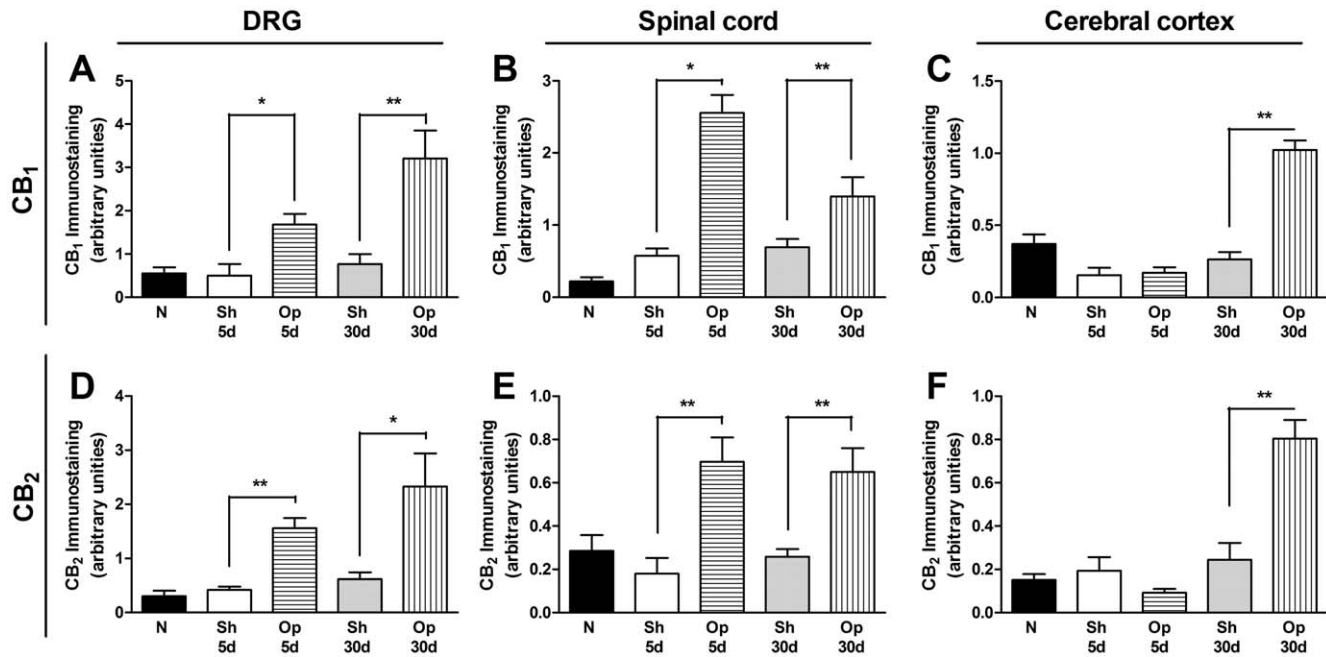 DRG
Spinal cord
Cerebral cortex
CB1
A
CB1 Immunostaining
(arbitrary unities)
5
4
3
2
1
0
*
**
N
Sh
5d
Op
5d
Sh
30d
Op
30d
B
CB1 Immunostaining
(arbitrary unities)
3
2
1
0
*
**
N
Sh
5d
Op
5d
Sh
30d
Op
30d
C
CB1 Immunostaining
(arbitrary unities)
1.5
1.0
0.5
0.0
**
N
Sh
5d
Op
5d
Sh
30d
Op
30d
CB2
D
CB2 Immunostaining
(arbitrary unities)
4
3
2
1
0
**
*
N
Sh
5d
Op
5d
Sh
30d
Op
30d
E
CB2 Immunostaining
(arbitrary unities)
1.0
0.8
0.6
0.4
0.2
0.0
**
**
N
Sh
5d
Op
5d
Sh
30d
Op
30d
F
CB2 Immunostaining
(arbitrary unities)
1.0
0.8
0.6
0.4
0.2
0.0
**
N
Sh
5d
Op
5d
Sh
30d
Op
30d